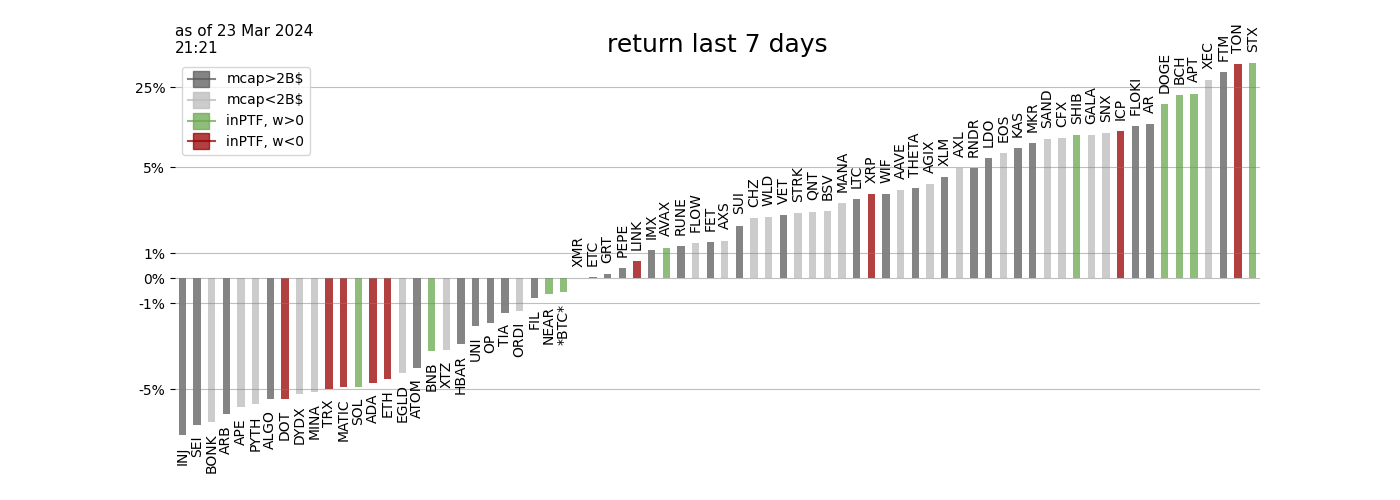 as of 23 Mar 2024
21:21
return last 7 days
mcap>2B$
mcap<2B$
inPTF, w>0
inPTF, w<0
25%
5%
1%
0%
-1%
-5%
INJ
SEI
BONK
ARB
APE
PYTH
ALGO
DOT
DYDX
MINA
TRX
MATIC
SOL
ADA
ETH
EGLD
ATOM
BNB
XTZ
HBAR
UNI
OP
TIA
ORDI
FIL
NEAR
*BTC*
XMR
ETC
GRT
PEPE
LINK
IMX
AVAX
RUNE
FLOW
FET
AXS
SUI
CHZ
WLD
VET
STRK
QNT
BSV
MANA
LTC
XRP
WIF
AAVE
THETA
AGIX
XLM
AXL
RNDR
LDO
EOS
KAS
MKR
SAND
CFX
SHIB
GALA
SNX
ICP
FLOKI
AR
DOGE
BCH
APT
XEC
FTM
TON
STX